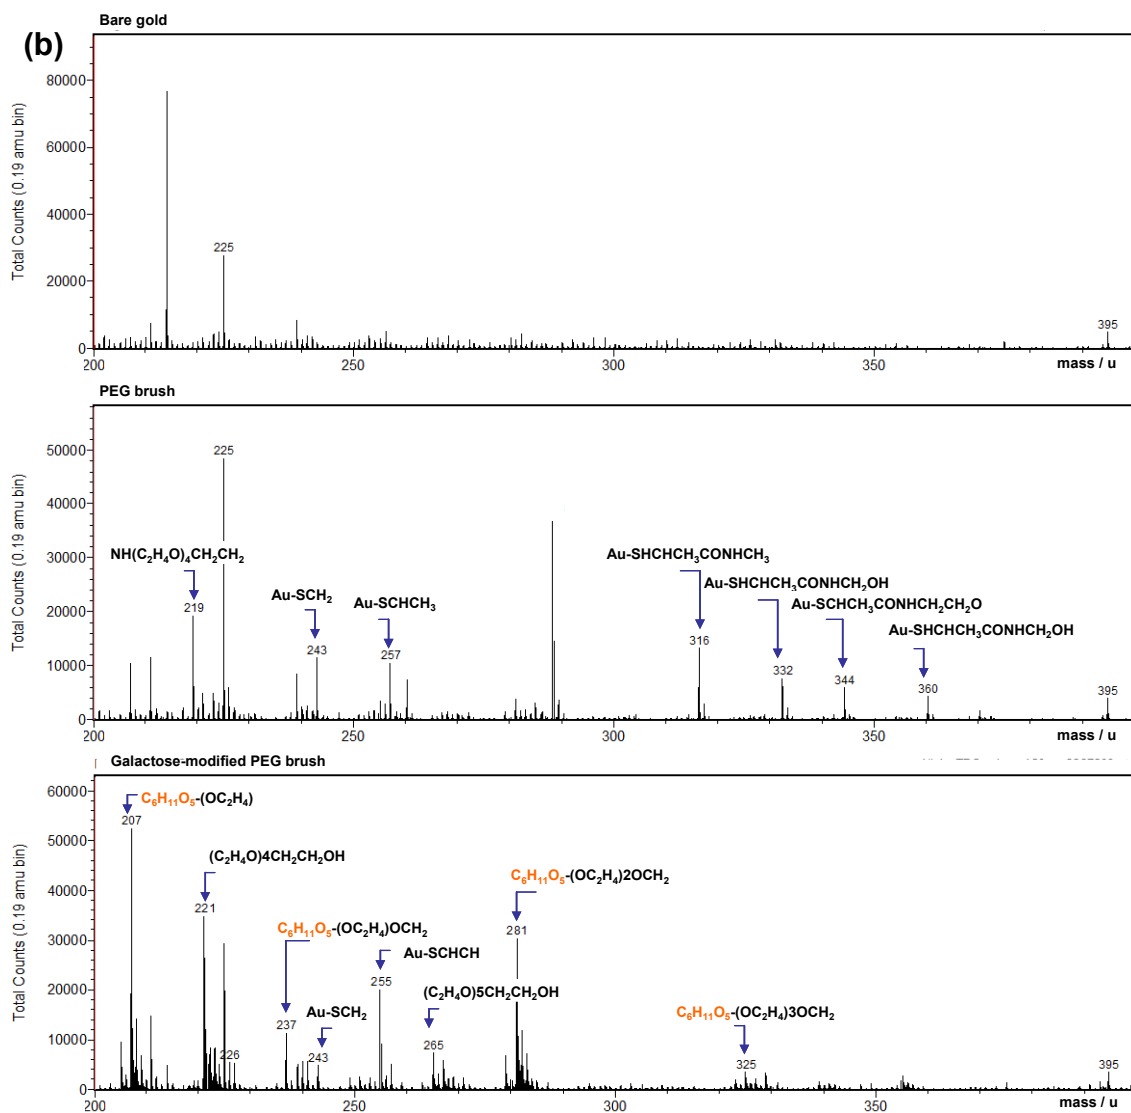 Bare gold
(b)
Total Counts (0.19 amu bin)
80000
60000
40000
20000
0
225
395
200
250
300
350
mass / u
PEG brush
Total Counts (0.19 amu bin)
50000
40000
30000
20000
10000
0
225
NH(C₂H₄O)₄CH₂CH₂
219
Au-SCH₂
243
Au-SCHCH₃
257
Au-SHCHCH₃CONHCH₃
316
Au-SHCHCH₃CONHCH₂OH
332
Au-SCHCH₃CONHCH₂CH₂O
344
Au-SHCHCH₃CONHCH₂OH
360
395
200
250
300
350
mass / u
Galactose-modified PEG brush
Total Counts (0.19 amu bin)
60000
50000
40000
30000
20000
10000
0
C₆H₁₁O₅-(OC₂H₄)
207
(C₂H₄O)4CH₂CH₂OH
221
226
C₆H₁₁O₅-(OC₂H₄)OCH₂
237
Au-SCH₂
243
Au-SCHCH
255
(C₂H₄O)5CH₂CH₂OH
265
C₆H₁₁O₅-(OC₂H₄)2OCH₂
281
C₆H₁₁O₅-(OC₂H₄)3OCH₂
325
395
200
250
300
350
mass / u